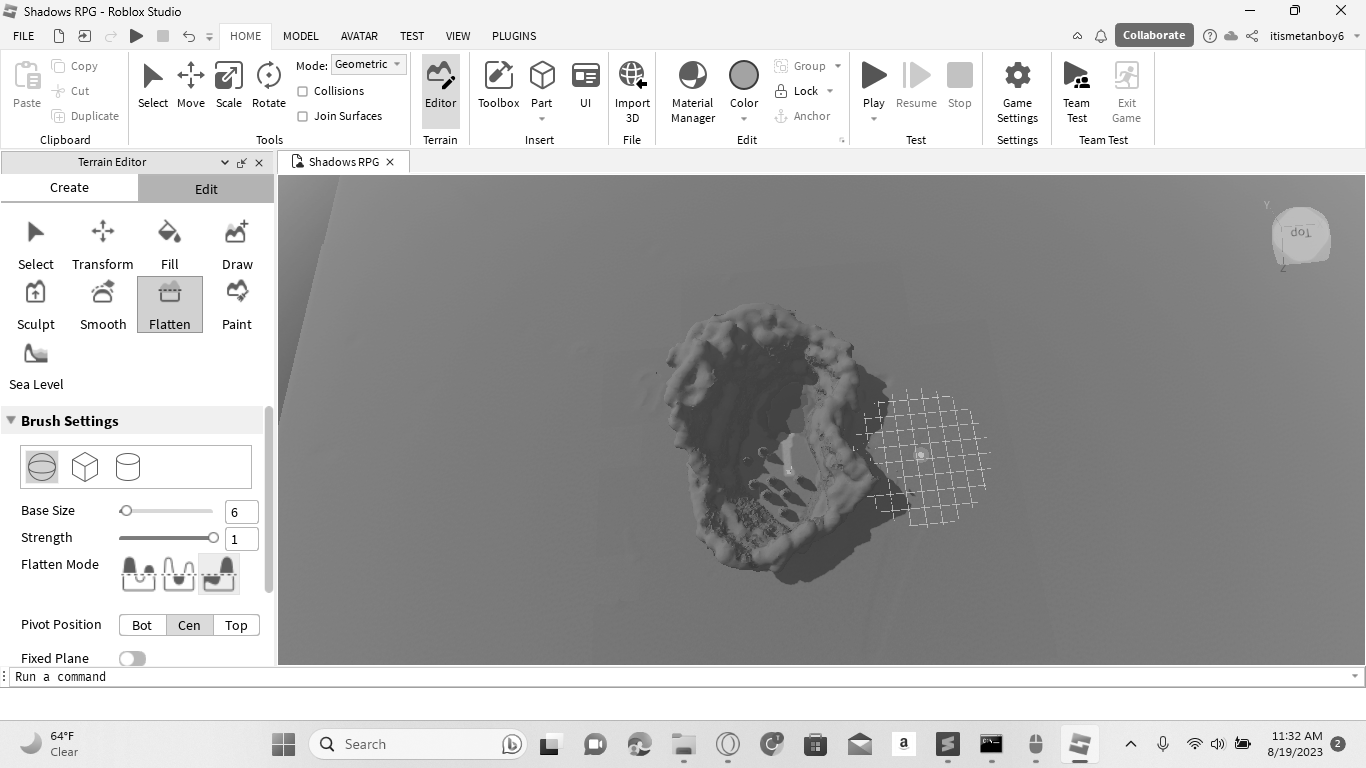 Shadows RPG - Roblox Studio
FILE HOME MODEL AVATAR TEST VIEW PLUGINS Collaborate itismetanboy6
Paste Copy Cut Duplicate
Clipboard
Select Move Scale Rotate
Mode: Geometric
Collisions
Join Surfaces
Tools
Editor
Terrain
Toolbox Part UI
Insert
Import 3D
File
Material Manager Color Group Lock Anchor
Edit
Play Resume Stop
Test
Game Settings
Settings
Team Test Exit Game
Team Test
Terrain Editor
Shadows RPG
Create Edit
Select Transform Fill Draw
Sculpt Smooth Flatten Paint
Sea Level
Brush Settings
Base Size 6
Strength 1
Flatten Mode
Pivot Position Bot Cen Top
Fixed Plane
Y
Top
Z
Run a command
64°F
Clear
Search
11:32 AM
8/19/2023
2